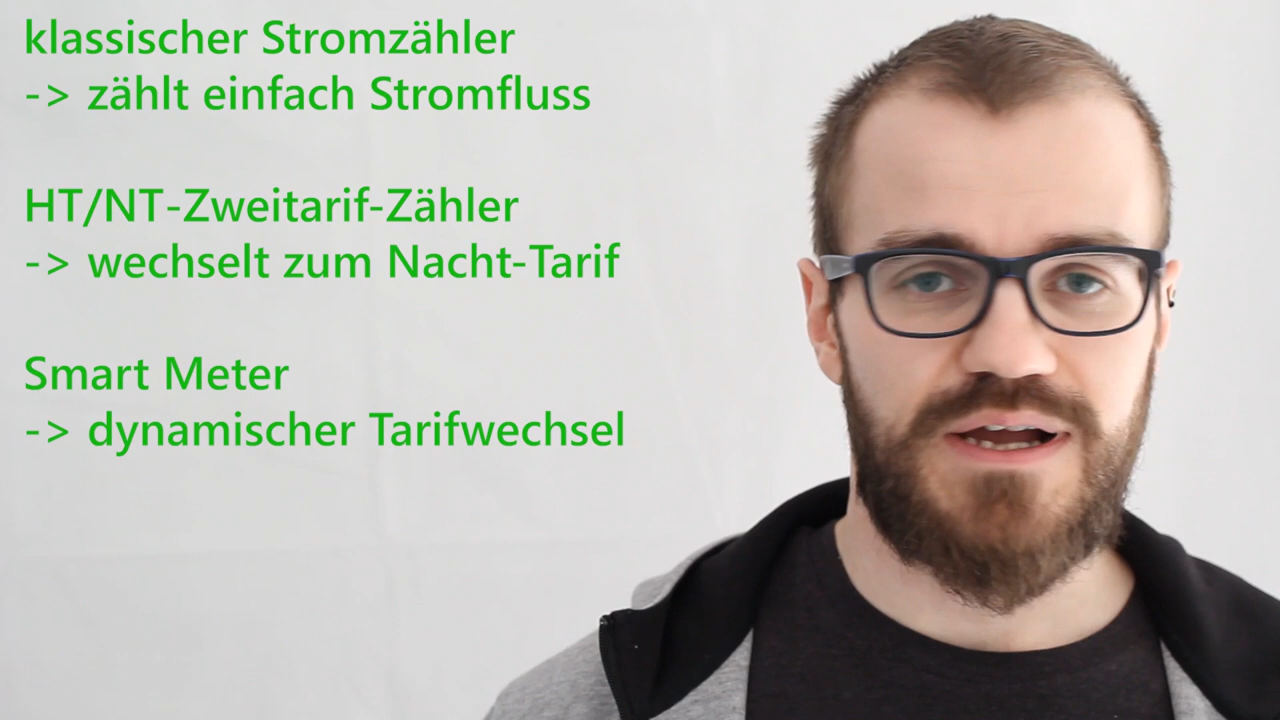 klassischer Stromzähler
-> zählt einfach Stromfluss
HT/NT-Zweitarif-Zähler
-> wechselt zum Nacht-Tarif
Smart Meter
-> dynamischer Tarifwechsel